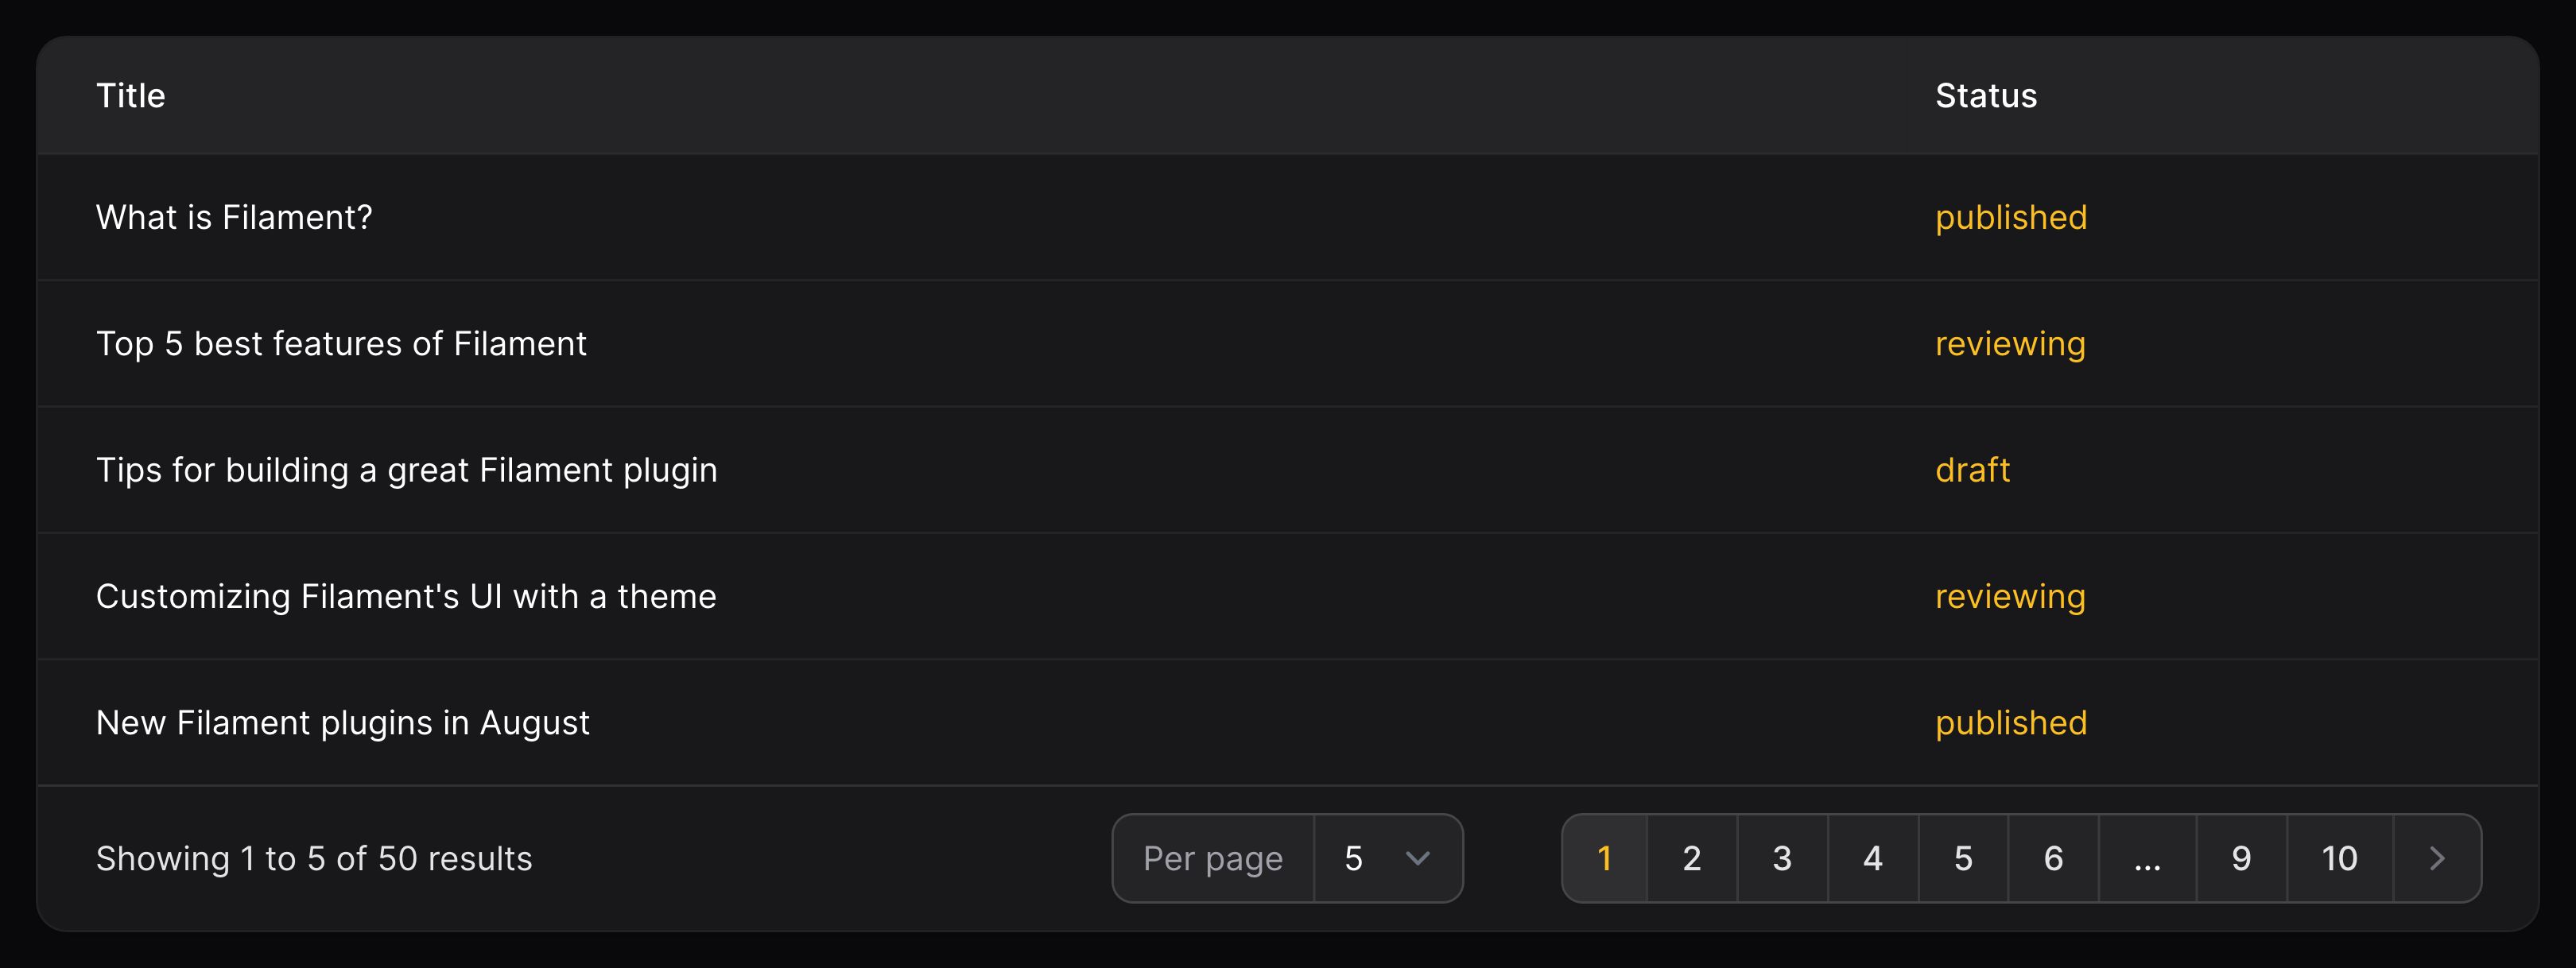 Title Status
What is Filament? published
Top 5 best features of Filament reviewing
Tips for building a great Filament plugin draft
Customizing Filament's UI with a theme reviewing
New Filament plugins in August published
Showing 1 to 5 of 50 results Per page 5 1 2 3 4 5 6 ... 9 10